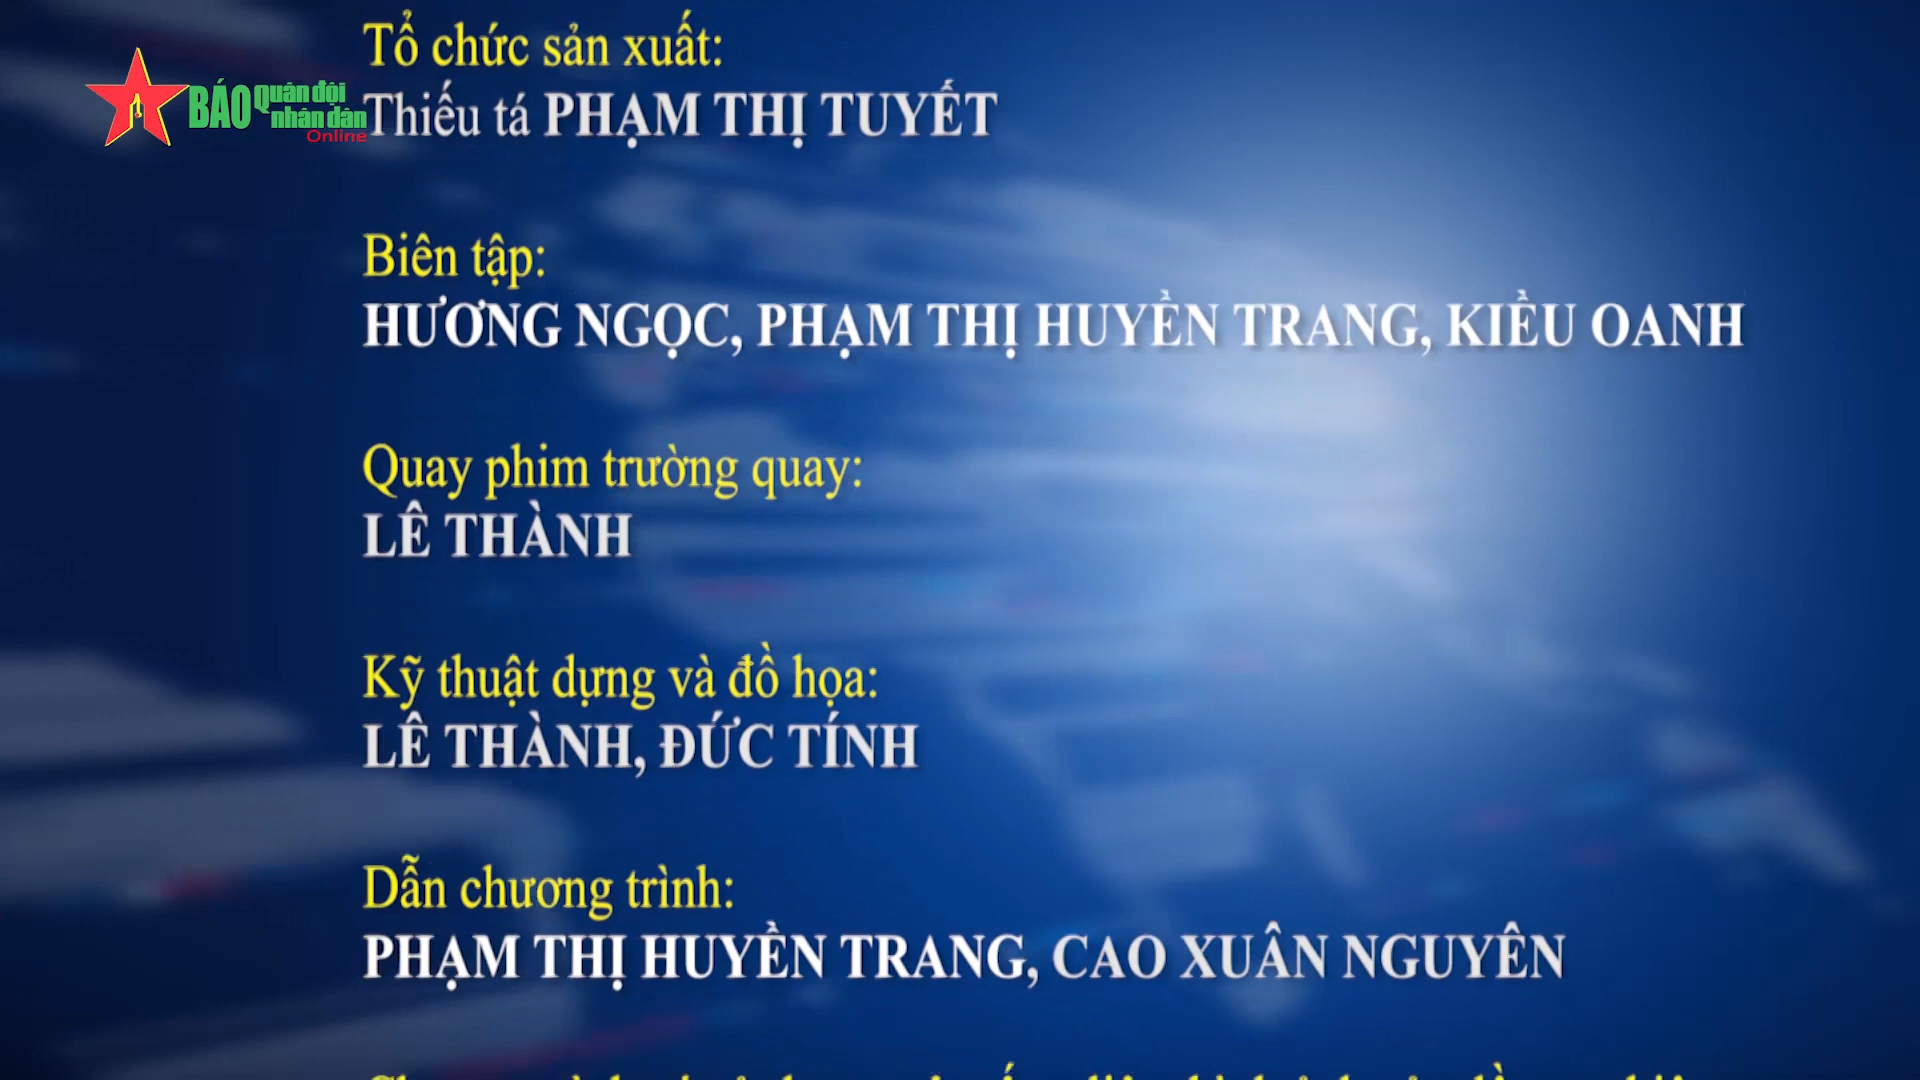 Tổ chức sản xuất:
BÁO Quân đội nhân dân Online
Thiếu tá PHẠM THỊ TUYẾT
Biên tập:
HƯƠNG NGỌC, PHẠM THỊ HUYỀN TRANG, KIỀU OANH
Quay phim trường quay:
LÊ THÀNH
Kỹ thuật dựng và đồ họa:
LÊ THÀNH, ĐỨC TÍNH
Dẫn chương trình:
PHẠM THỊ HUYỀN TRANG, CAO XUÂN NGUYÊN